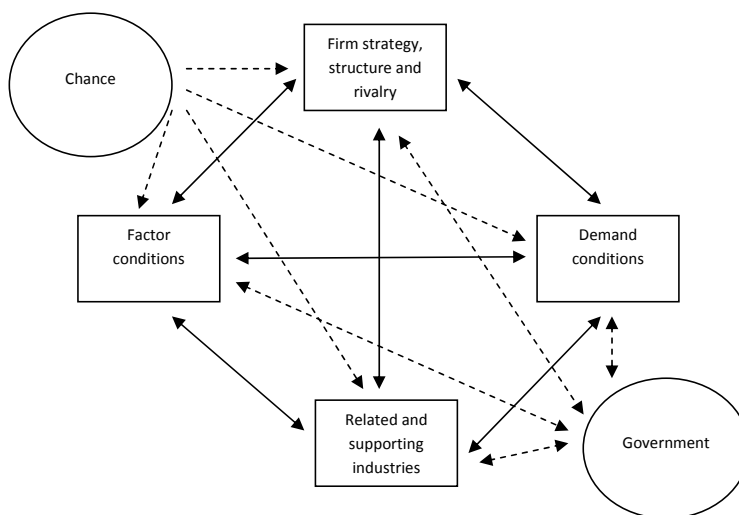 Firm strategy,
structure and
rivalry
Chance
Factor
conditions
Demand
conditions
Related and
supporting
industries
Government